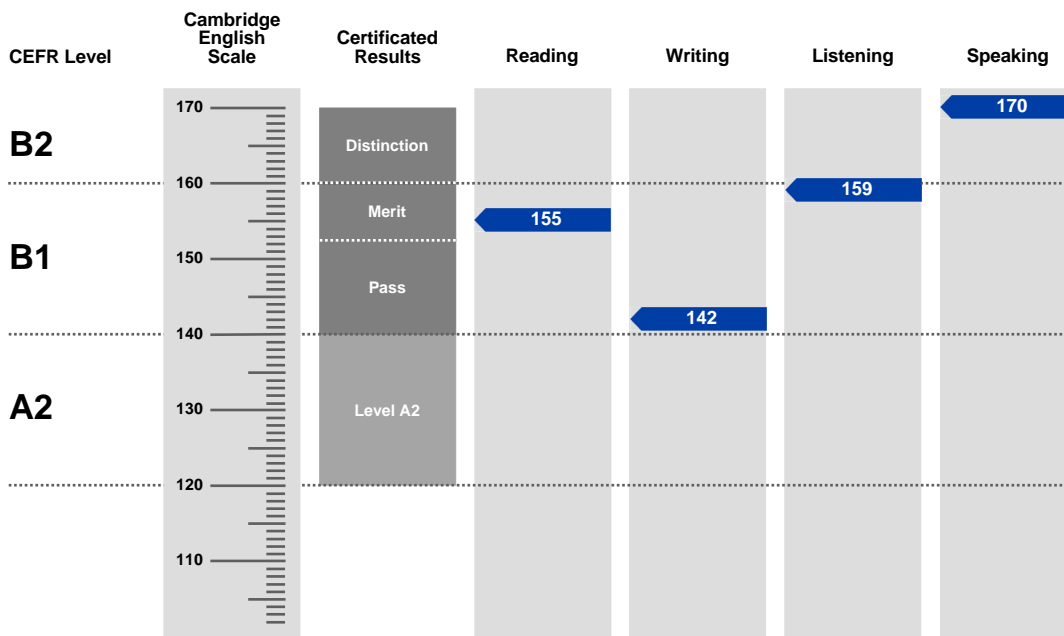 CEFR Level
Cambridge
English
Scale
Certificated
Results
Reading
Writing
Listening
Speaking
170
170
B2
Distinction
160
159
Merit
155
B1
150
Pass
142
140
A2
130
Level A2
120
110